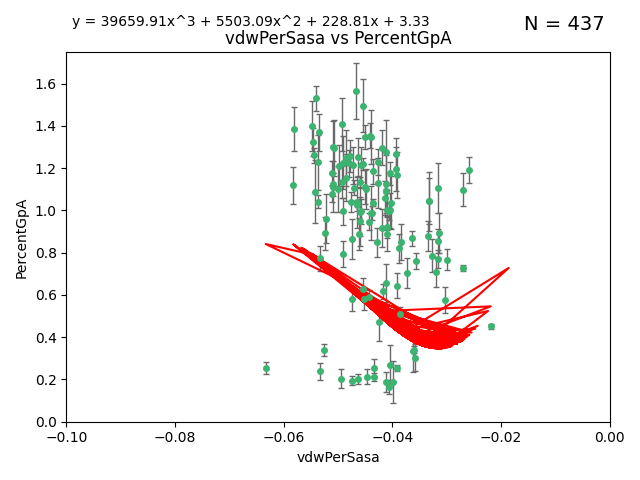 y = 39659.91x^3 + 5503.09x^2 + 228.81x + 3.33
N = 437
vdwPerSasa vs PercentGpA
PercentGpA
1.6
1.4
1.2
1.0
0.8
0.6
0.4
0.2
0.0
−0.10 −0.08 −0.06 −0.04 −0.02 0.00
vdwPerSasa